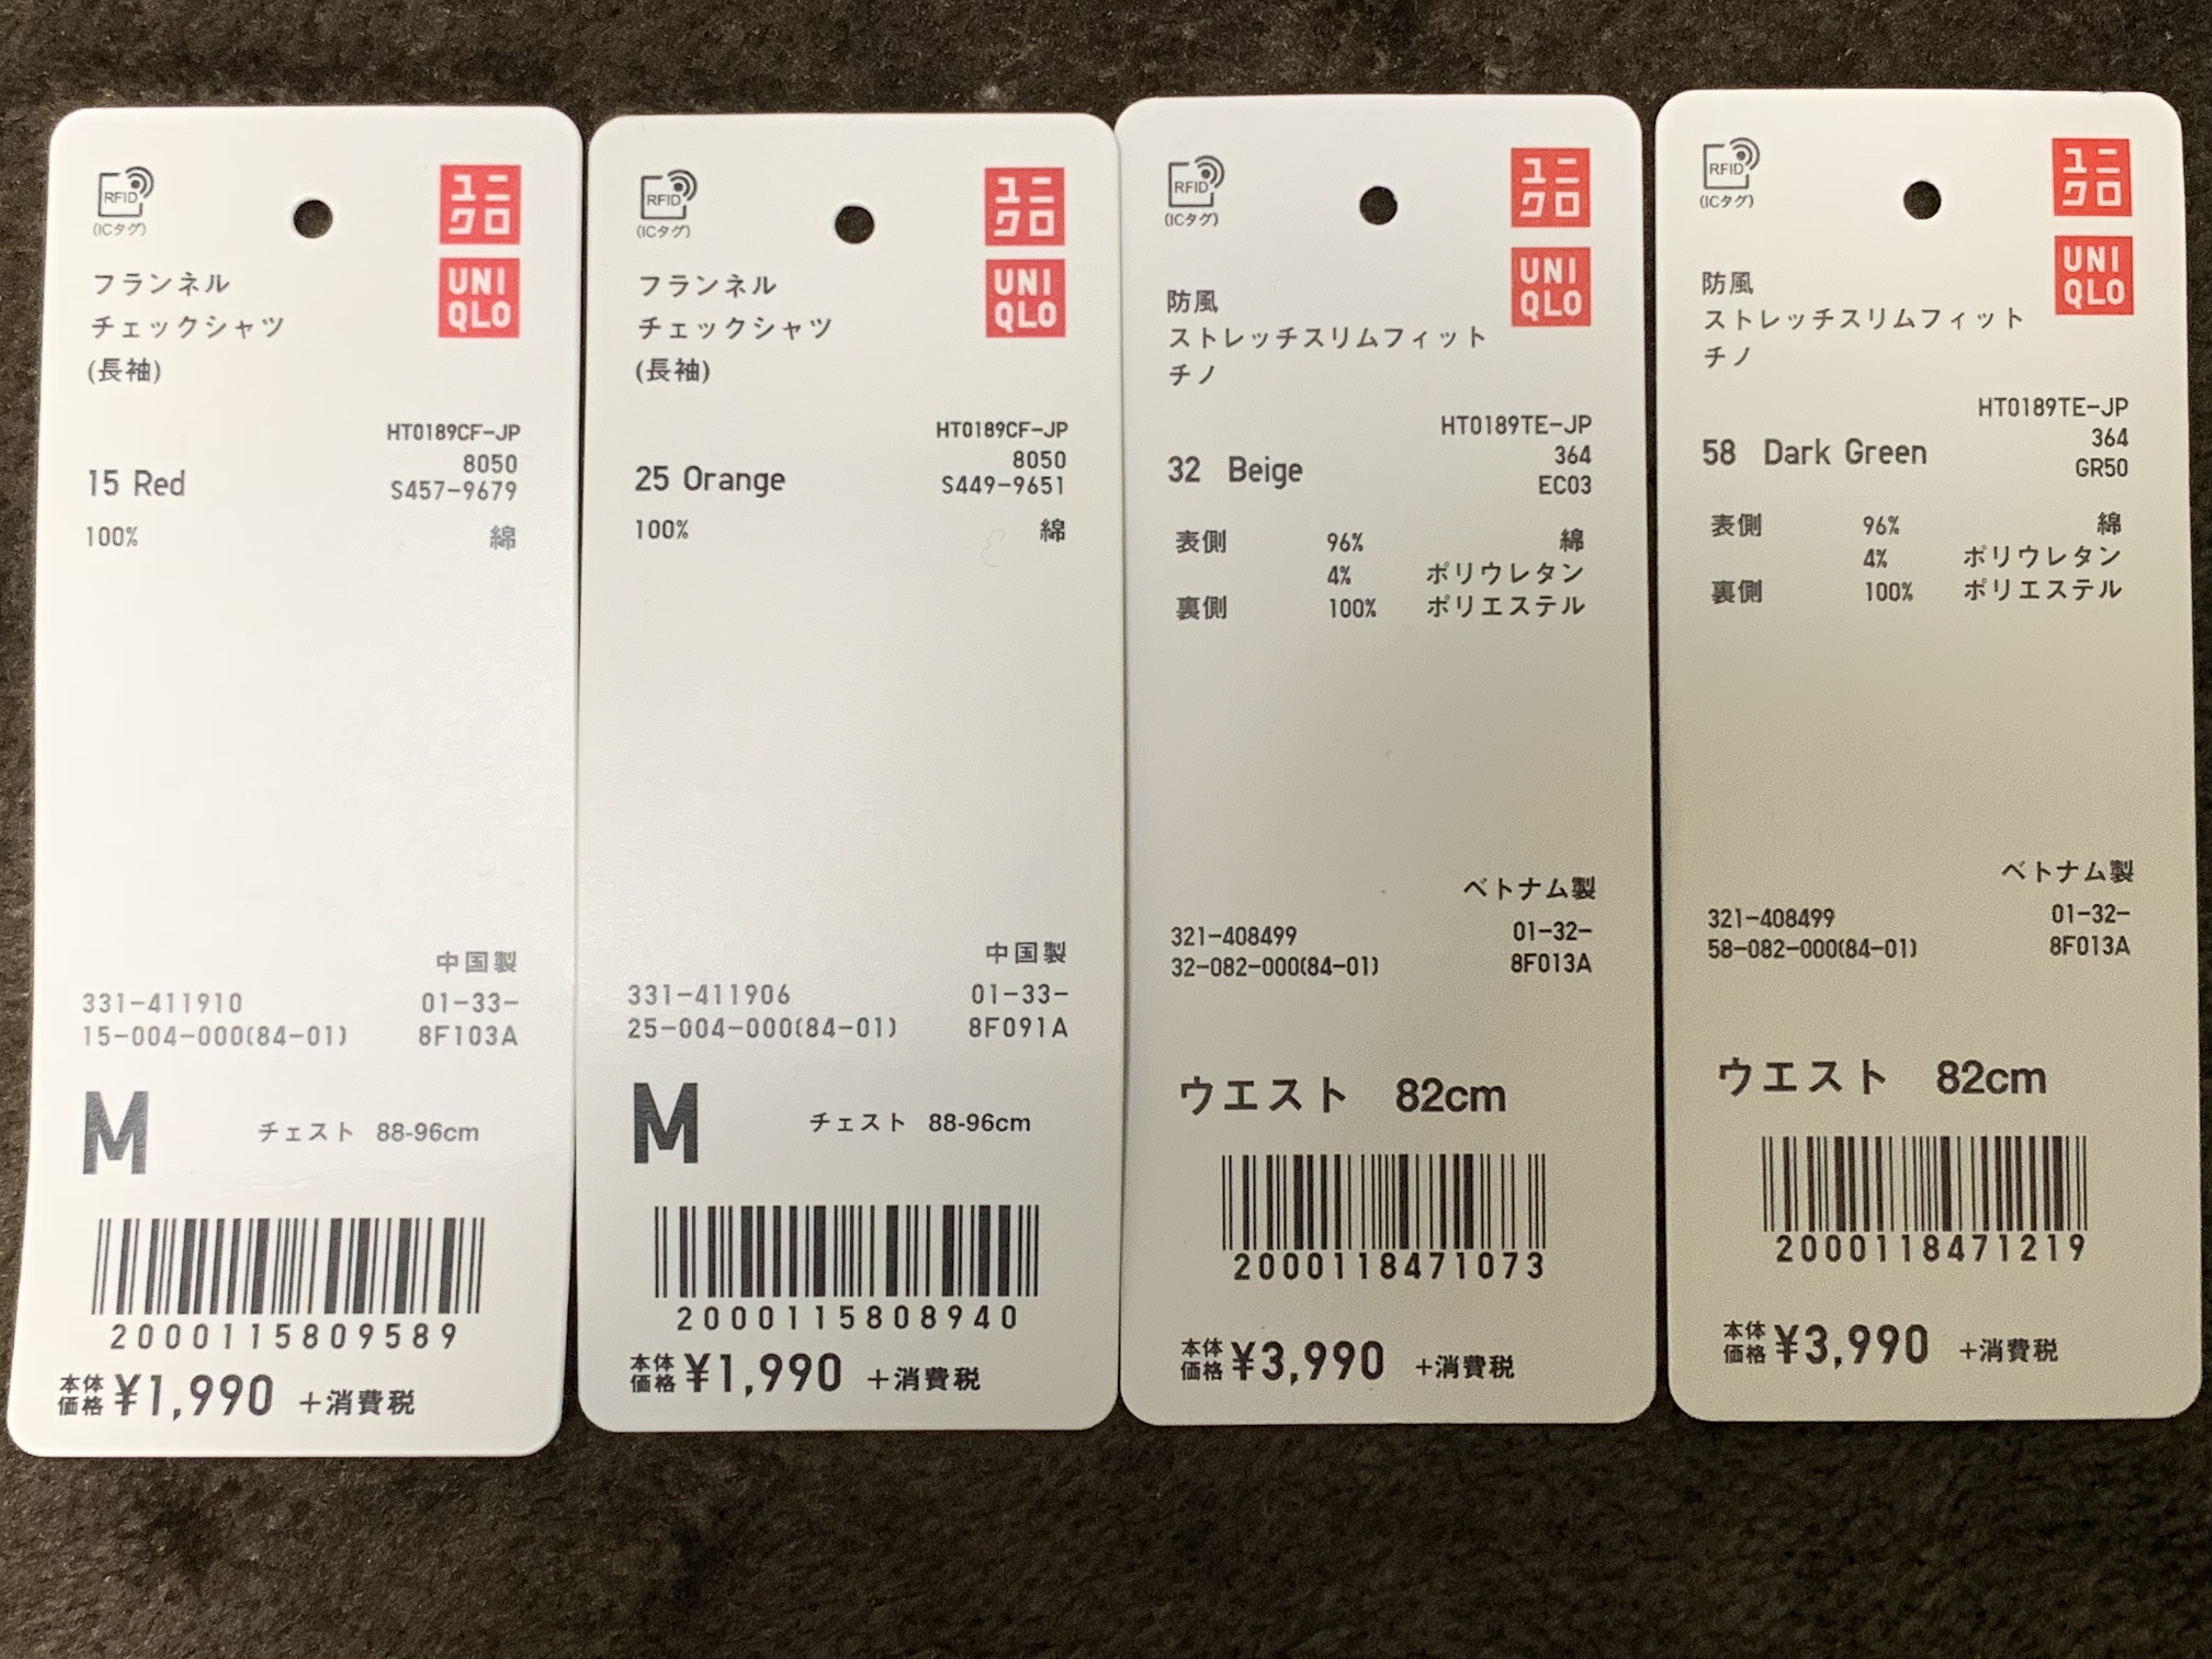 RFID
(ICタグ)
ユニ
クロ
UNI
QLO
フランネル
チェックシャツ
(長袖)
HT0189CF-JP
8050
15 Red
S457-9679
100% 綿
中国製
331-411910 01-33-
15-004-000(84-01) 8F103A
M チェスト 88-96cm
2000115809589
本体
価格 ¥1,990 +消費税
RFID
(ICタグ)
ユニ
クロ
UNI
QLO
フランネル
チェックシャツ
(長袖)
HT0189CF-JP
8050
25 Orange
S449-9651
100% 綿
中国製
331-411906 01-33-
25-004-000(84-01) 8F091A
M チェスト 88-96cm
2000115808940
本体
価格 ¥1,990 +消費税
RFID
(ICタグ)
ユニ
クロ
UNI
QLO
防風
ストレッチスリムフィット
チノ
HT0189TE-JP
364
32 Beige
EC03
表側 96% 綿
4% ポリウレタン
裏側 100% ポリエステル
ベトナム製
321-408499 01-32-
32-082-000(84-01) 8F013A
ウエスト 82cm
2000118471073
本体
価格 ¥3,990 +消費税
RFID
(ICタグ)
ユニ
クロ
UNI
QLO
防風
ストレッチスリムフィット
チノ
HT0189TE-JP
364
58 Dark Green
GR50
表側 96% 綿
4% ポリウレタン
裏側 100% ポリエステル
ベトナム製
321-408499 01-32-
58-082-000(84-01) 8F013A
ウエスト 82cm
2000118471219
本体
価格 ¥3,990 +消費税